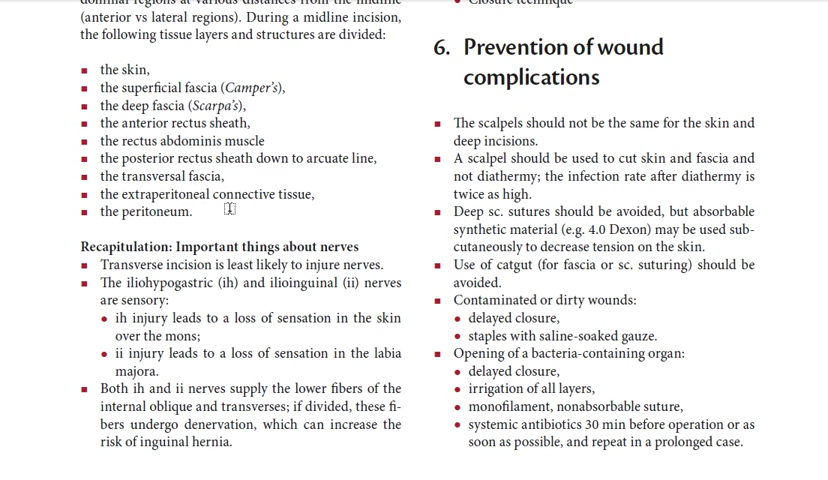 dominal regions at various distances from the midline
(anterior vs lateral regions). During a midline incision,
the following tissue layers and structures are divided:
■ the skin,
■ the superficial fascia (Camper's),
■ the deep fascia (Scarpa's),
■ the anterior rectus sheath,
■ the rectus abdominis muscle
■ the posterior rectus sheath down to arcuate line,
■ the transversal fascia,
■ the extraperitoneal connective tissue,
■ the peritoneum.
Recapitulation: Important things about nerves
■ Transverse incision is least likely to injure nerves.
■ The iliohypogastric (ih) and ilioinguinal (ii) nerves
are sensory:
● ih injury leads to a loss of sensation in the skin
over the mons;
● ii injury leads to a loss of sensation in the labia
majora.
■ Both ih and ii nerves supply the lower fibers of the
internal oblique and transverses; if divided, these fi-
bers undergo denervation, which can increase the
risk of inguinal hernia.
● Closure technique
6. Prevention of wound
complications
■ The scalpels should not be the same for the skin and
deep incisions.
■ A scalpel should be used to cut skin and fascia and
not diathermy; the infection rate after diathermy is
twice as high.
■ Deep sc. sutures should be avoided, but absorbable
synthetic material (e.g. 4.0 Dexon) may be used sub-
cutaneously to decrease tension on the skin.
■ Use of catgut (for fascia or sc. suturing) should be
avoided.
■ Contaminated or dirty wounds:
● delayed closure,
● staples with saline-soaked gauze.
■ Opening of a bacteria-containing organ:
● delayed closure,
● irrigation of all layers,
● monofilament, nonabsorbable suture,
● systemic antibiotics 30 min before operation or as
soon as possible, and repeat in a prolonged case.